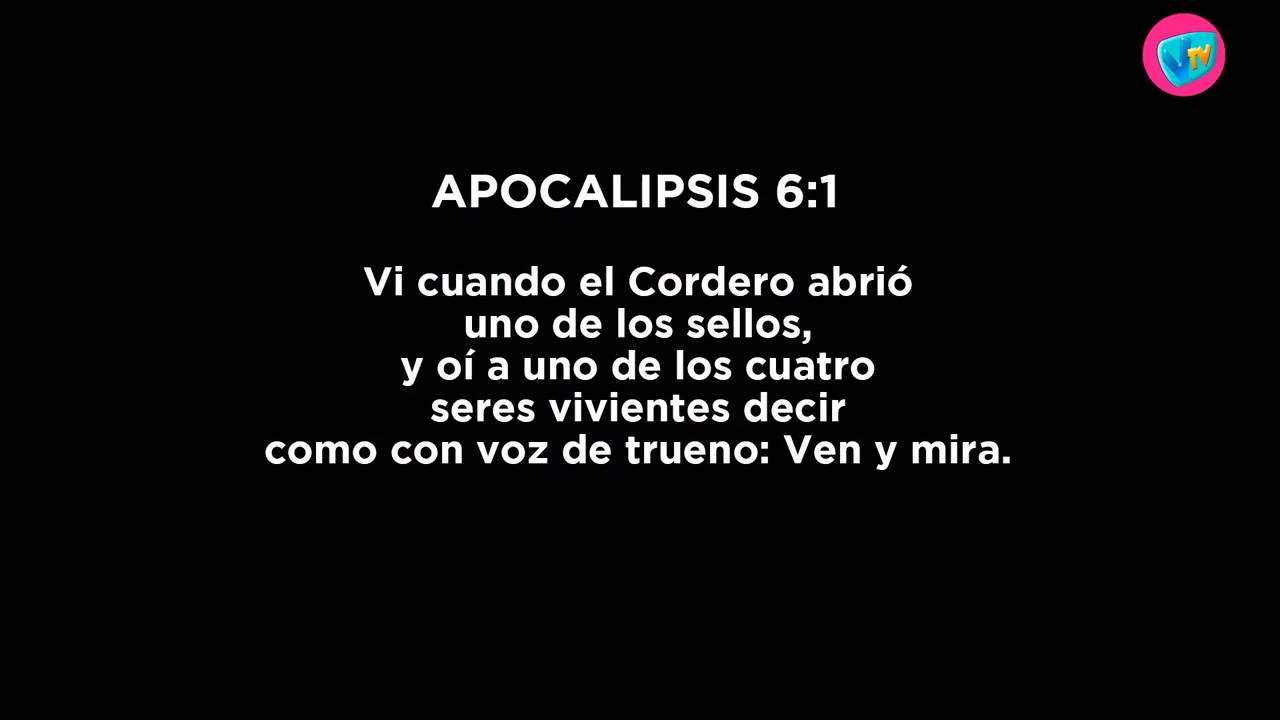 TV
APOCALIPSIS 6:1
Vi cuando el Cordero abrió
uno de los sellos,
y oí a uno de los cuatro
seres vivientes decir
como con voz de trueno: Ven y mira.